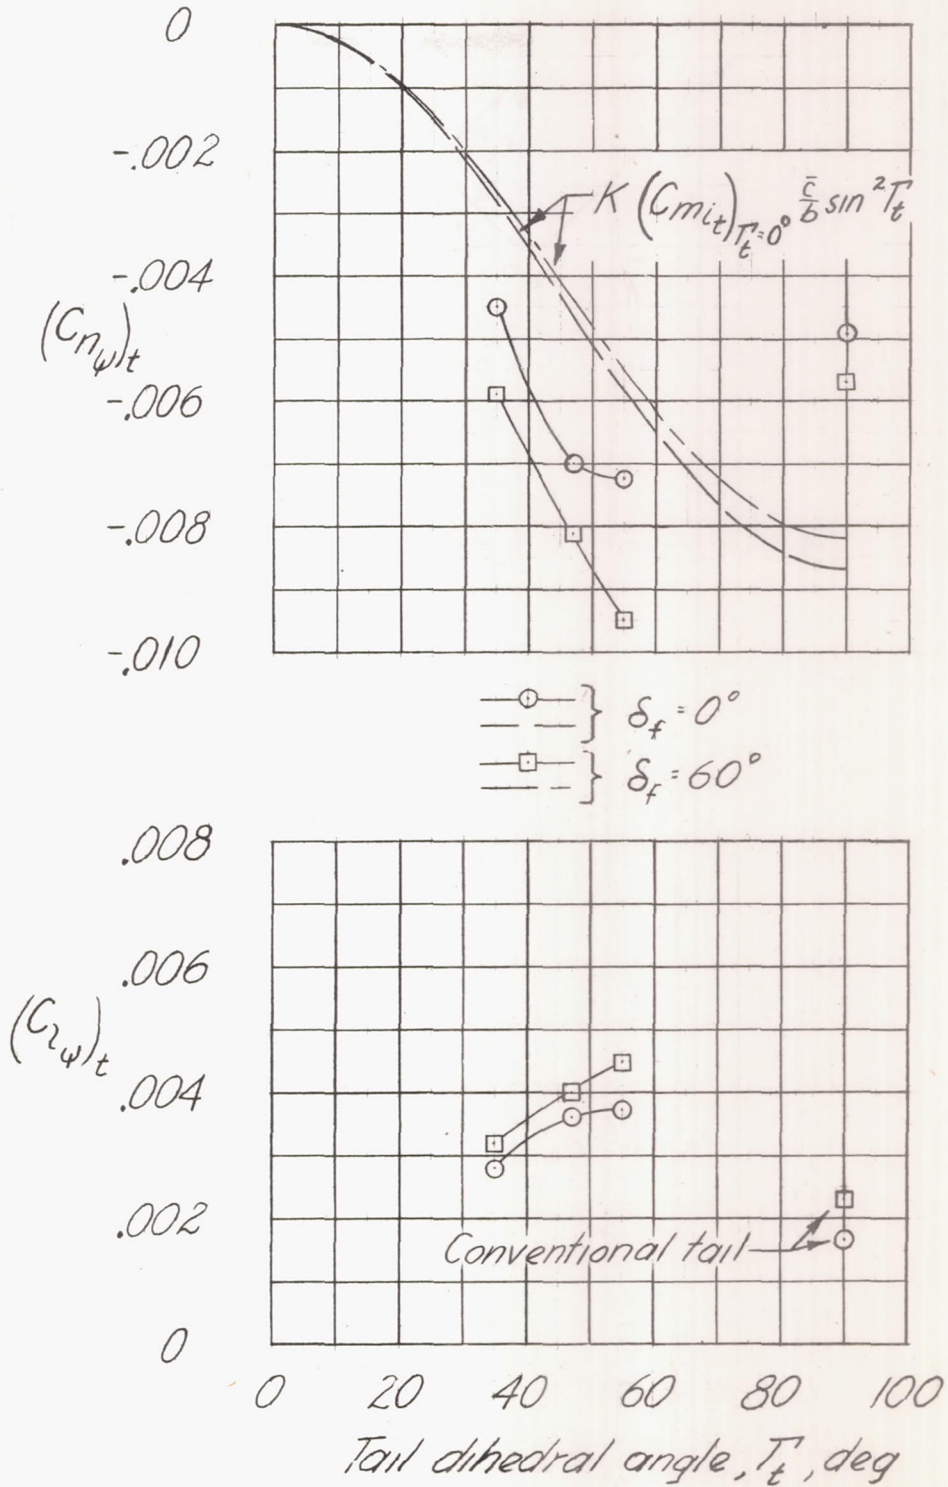 0
-.002
K (Cmit)Γt=0° c̄/b sin²Γt
-.004
(Cnψ)t
-.006
-.008
-.010
δf = 0°
δf = 60°
.008
.006
(Clψ)t
.004
.002
Conventional tail
0
0 20 40 60 80 100
Tail dihedral angle, Γt, deg